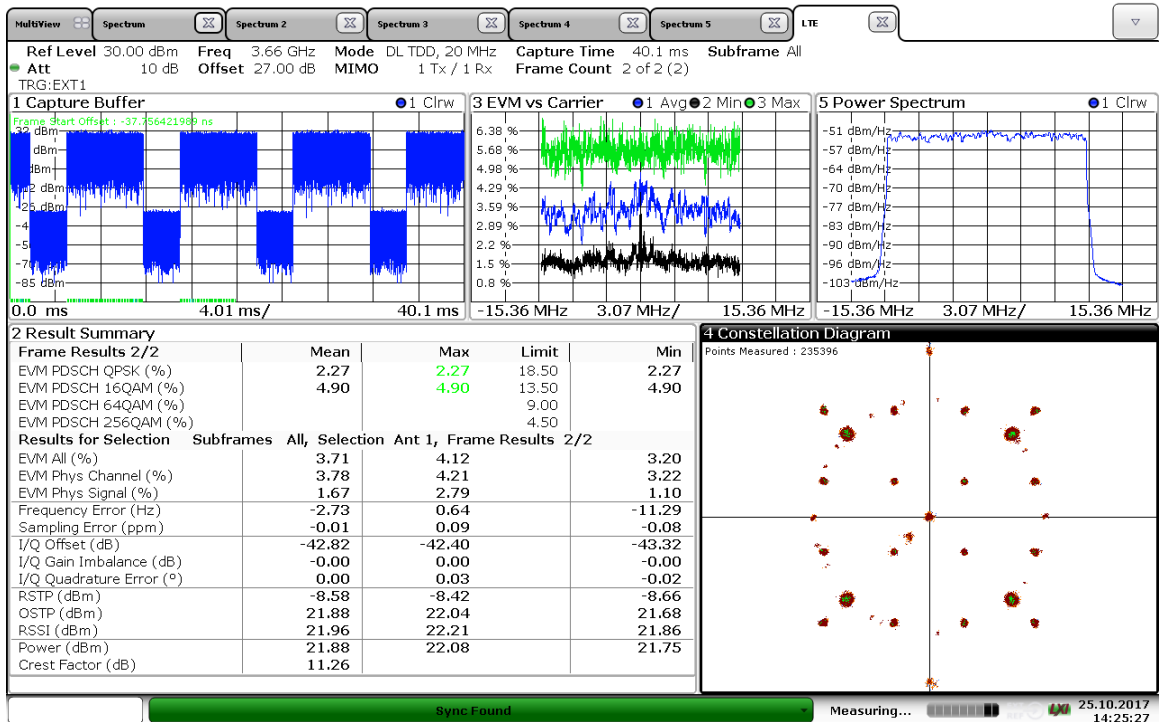 MultiView Spectrum Spectrum 2 Spectrum 3 Spectrum 4 Spectrum 5 LTE
Ref Level 30.00 dBm Freq 3.66 GHz Mode DL TDD, 20 MHz Capture Time 40.1 ms Subframe All
Att 10 dB Offset 27.00 dB MIMO 1 Tx / 1 Rx Frame Count 2 of 2 (2)
TRG:EXT1
1 Capture Buffer 1 Clrw
Frame Start Offset : -37.756421989 ns
dBm
dBm
dBm
-25 dBm
-85 dBm
0.0 ms 4.01 ms/ 40.1 ms
3 EVM vs Carrier 1 Avg 2 Min 3 Max
6.38 %
5.68 %
4.98 %
4.29 %
3.59 %
2.89 %
2.2 %
1.5 %
0.8 %
-15.36 MHz 3.07 MHz/ 15.36 MHz
5 Power Spectrum 1 Clrw
-51 dBm/Hz
-57 dBm/Hz
-64 dBm/Hz
-70 dBm/Hz
-77 dBm/Hz
-83 dBm/Hz
-90 dBm/Hz
-96 dBm/Hz
-103 dBm/Hz
-15.36 MHz 3.07 MHz/ 15.36 MHz
2 Result Summary
Frame Results 2/2 Mean Max Limit Min
EVM PDSCH QPSK (%) 2.27 2.27 18.50 2.27
EVM PDSCH 16QAM (%) 4.90 4.90 13.50 4.90
EVM PDSCH 64QAM (%) 9.00
EVM PDSCH 256QAM (%) 4.50
Results for Selection Subframes All, Selection Ant 1, Frame Results 2/2
EVM All (%) 3.71 4.12 3.20
EVM Phys Channel (%) 3.78 4.21 3.22
EVM Phys Signal (%) 1.67 2.79 1.10
Frequency Error (Hz) -2.73 0.64 -11.29
Sampling Error (ppm) -0.01 0.09 -0.08
I/Q Offset (dB) -42.82 -42.40 -43.32
I/Q Gain Imbalance (dB) -0.00 0.00 -0.00
I/Q Quadrature Error (°) 0.00 0.03 -0.02
RSTP (dBm) -8.58 -8.42 -8.66
OSTP (dBm) 21.88 22.04 21.68
RSSI (dBm) 21.96 22.21 21.86
Power (dBm) 21.88 22.08 21.75
Crest Factor (dB) 11.26
4 Constellation Diagram
Points Measured : 235396
Sync Found Measuring... REF LXI 25.10.2017
14:25:27